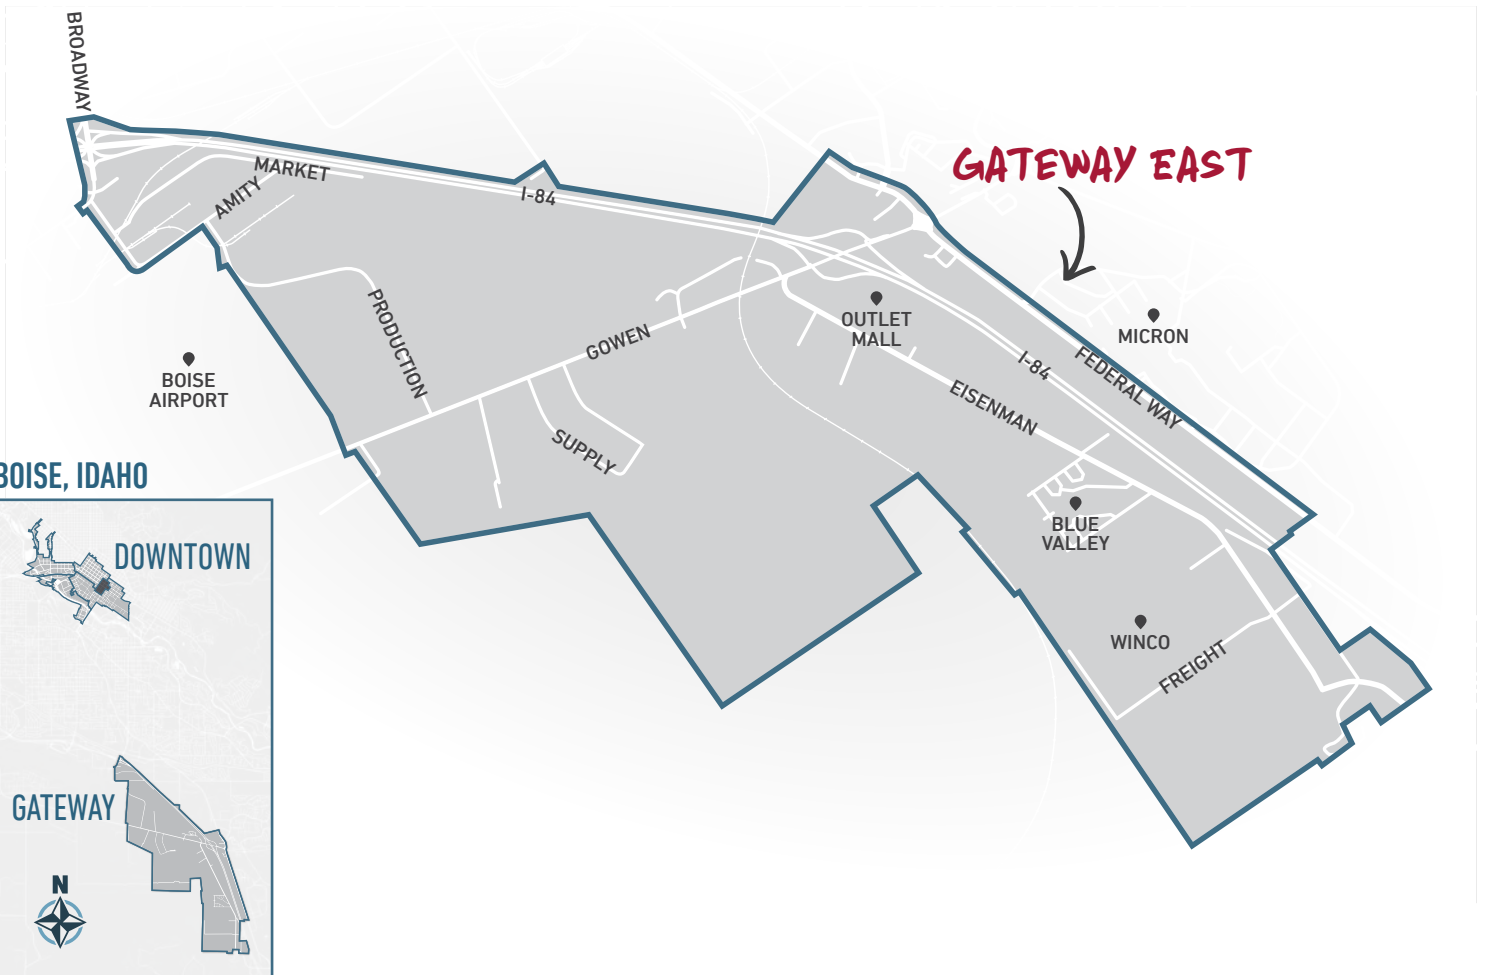 BROADWAY
GATEWAY EAST
MARKET
AMITY
I-84
PRODUCTION
GOWEN
OUTLET
MALL
MICRON
I-84
FEDERAL WAY
EISENMAN
BOISE
AIRPORT
SUPPLY
BLUE
VALLEY
WINCO
FREIGHT
BOISE, IDAHO
DOWNTOWN
GATEWAY
N